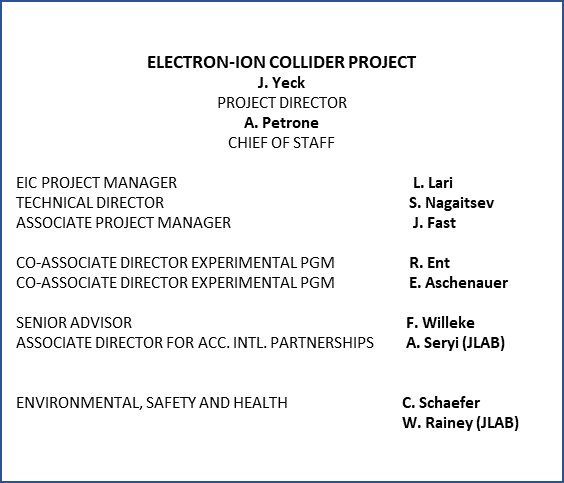 ELECTRON-ION COLLIDER PROJECT
J. Yeck
PROJECT DIRECTOR
A. Petrone
CHIEF OF STAFF
EIC PROJECT MANAGER L. Lari
TECHNICAL DIRECTOR S. Nagaitsev
ASSOCIATE PROJECT MANAGER J. Fast
CO-ASSOCIATE DIRECTOR EXPERIMENTAL PGM R. Ent
CO-ASSOCIATE DIRECTOR EXPERIMENTAL PGM E. Aschenauer
SENIOR ADVISOR F. Willeke
ASSOCIATE DIRECTOR FOR ACC. INTL. PARTNERSHIPS A. Seryi (JLAB)
ENVIRONMENTAL, SAFETY AND HEALTH C. Schaefer
W. Rainey (JLAB)